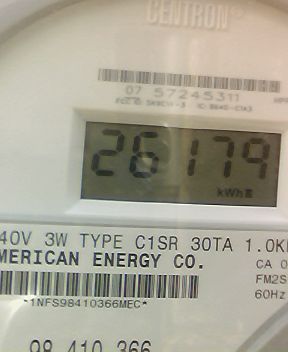 CENTRON®
07 57245311
26179
kWh
40V 3W TYPE C1SR 30TA 1.0K
MERICAN ENERGY CO.
CA 0
FM2S
60Hz
*1NFS98410366MEC*
98 410 366